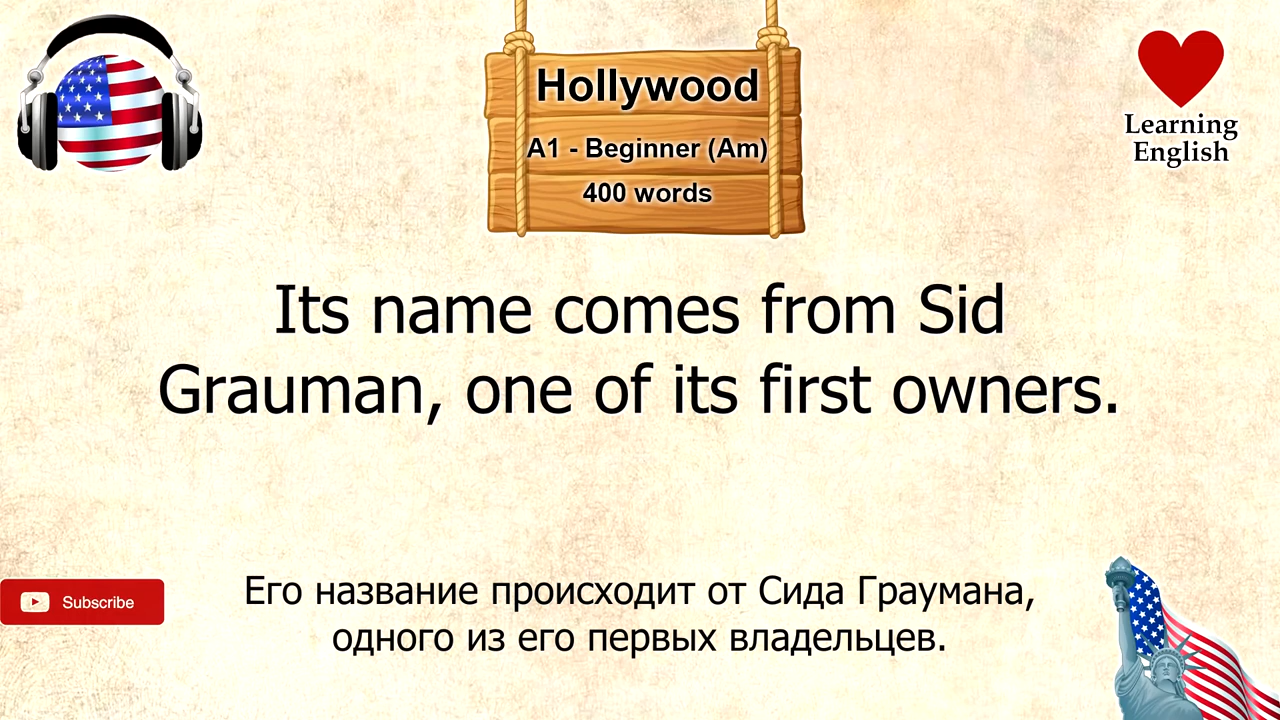 Hollywood
A1 - Beginner (Am)
400 words
Learning
English
Its name comes from Sid
Grauman, one of its first owners.
Subscribe
Его название происходит от Сида Граумана,
одного из его первых владельцев.